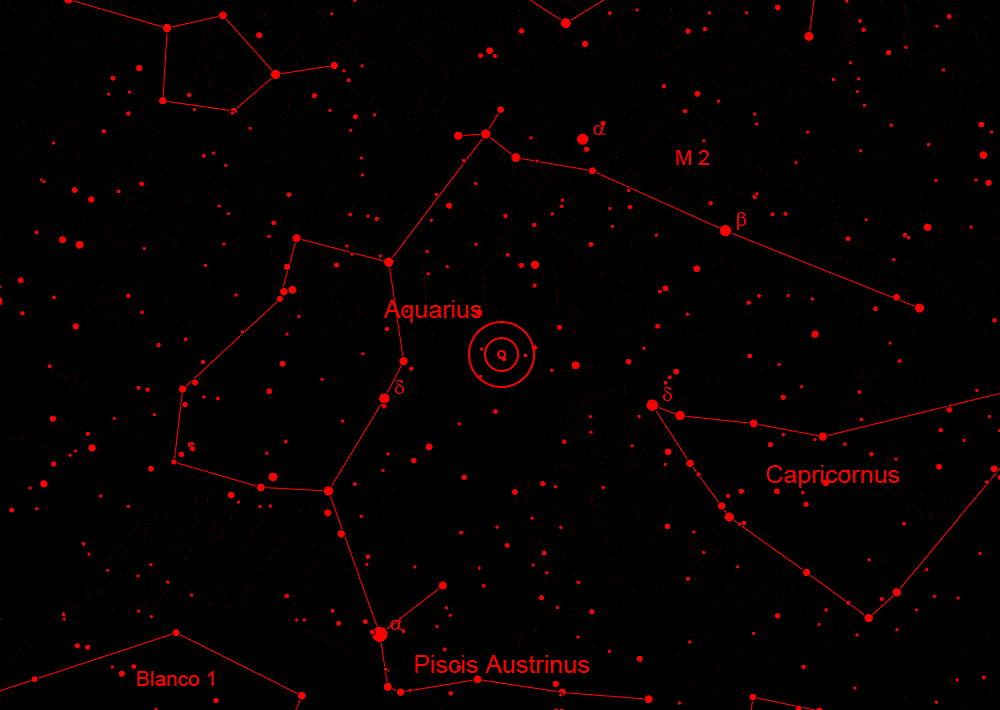 α
M 2
β
Aquarius
δ
δ
Capricornus
α
Piscis Austrinus
Blanco 1